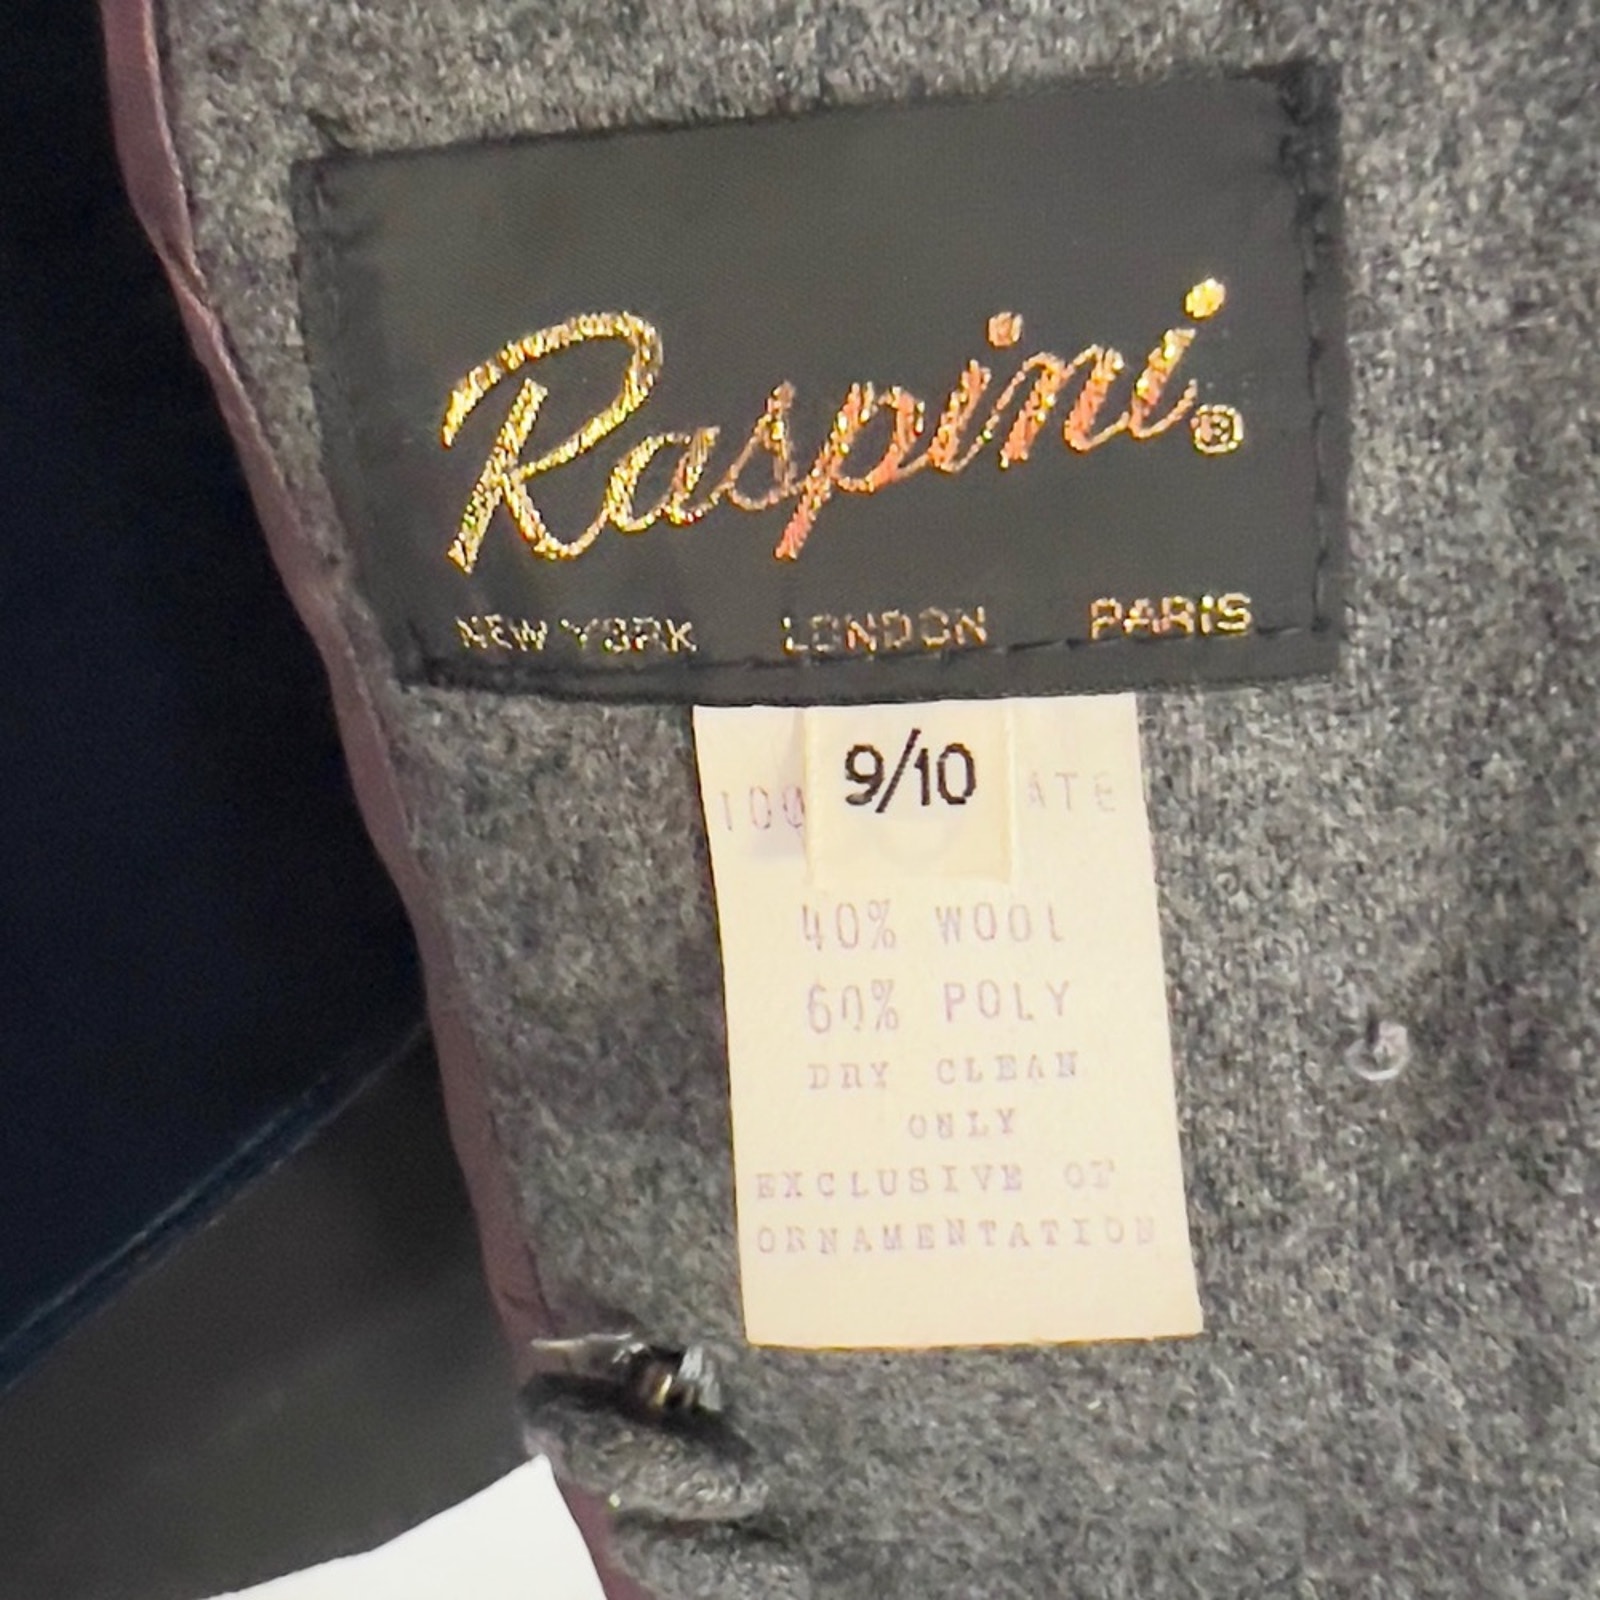 Raspini®
NEW YORK LONDON PARIS
9/10
40% WOOL
60% POLY
DRY CLEAN
ONLY
EXCLUSIVE OF
ORNAMENTATION